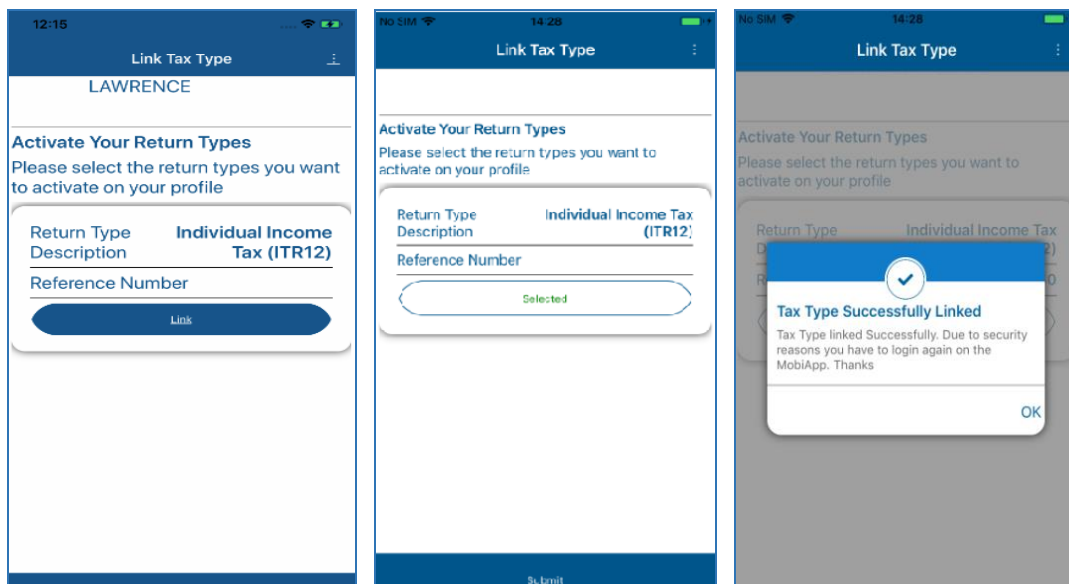 12:15
Link Tax Type
LAWRENCE
Activate Your Return Types
Please select the return types you want
to activate on your profile
Return Type
Description
Individual Income
Tax (ITR12)
Reference Number
Link
No SIM
14:28
Link Tax Type
Activate Your Return Types
Please select the return types you want to
activate on your profile
Return Type
Description
Individual Income Tax
(ITR12)
Reference Number
Selected
Submit
No SIM
14:28
Link Tax Type
Activate Your Return Types
Please select the return types you want to
activate on your profile
Return Type
Individual Income Tax
Tax Type Successfully Linked
Tax Type linked Successfully. Due to security
reasons you have to login again on the
MobiApp. Thanks
OK